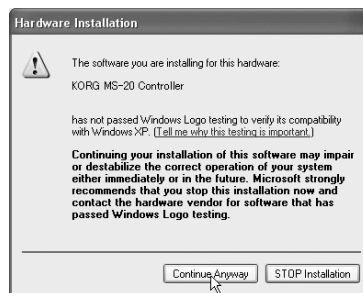 Hardware Installation
The software you are installing for this hardware:
KORG MS-20 Controller
has not passed Windows Logo testing to verify its compatibility
with Windows XP. (Tell me why this testing is important.)
Continuing your installation of this software may impair
or destabilize the correct operation of your system
either immediately or in the future. Microsoft strongly
recommends that you stop this installation now and
contact the hardware vendor for software that has
passed Windows Logo testing.
Continue Anyway STOP Installation